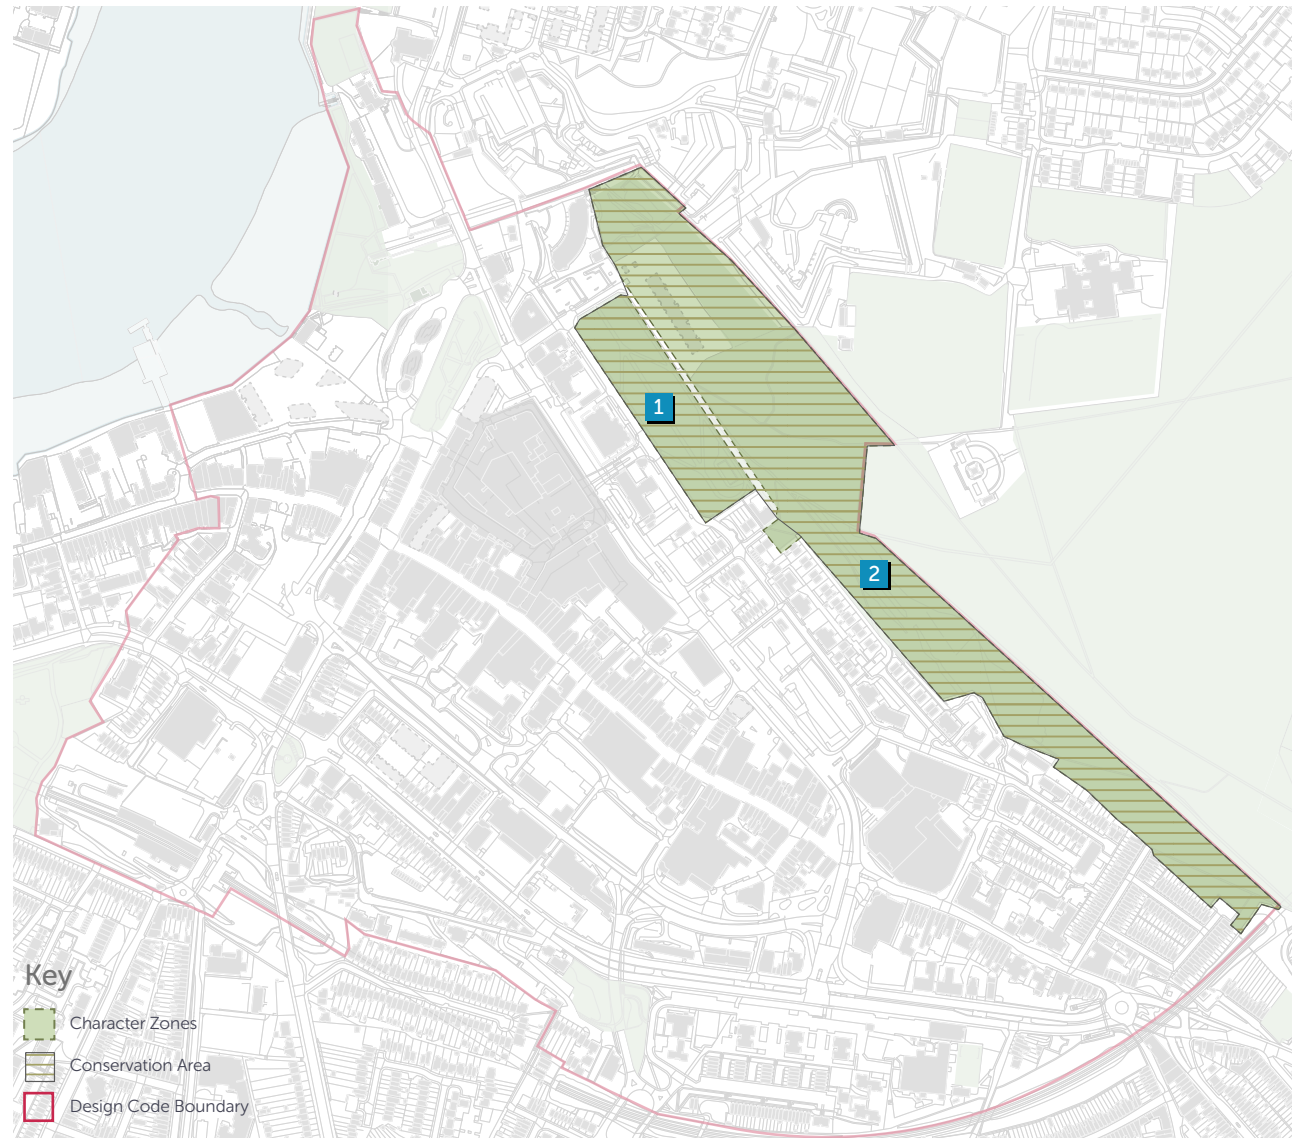 1
2
Key
Character Zones
Conservation Area
Design Code Boundary